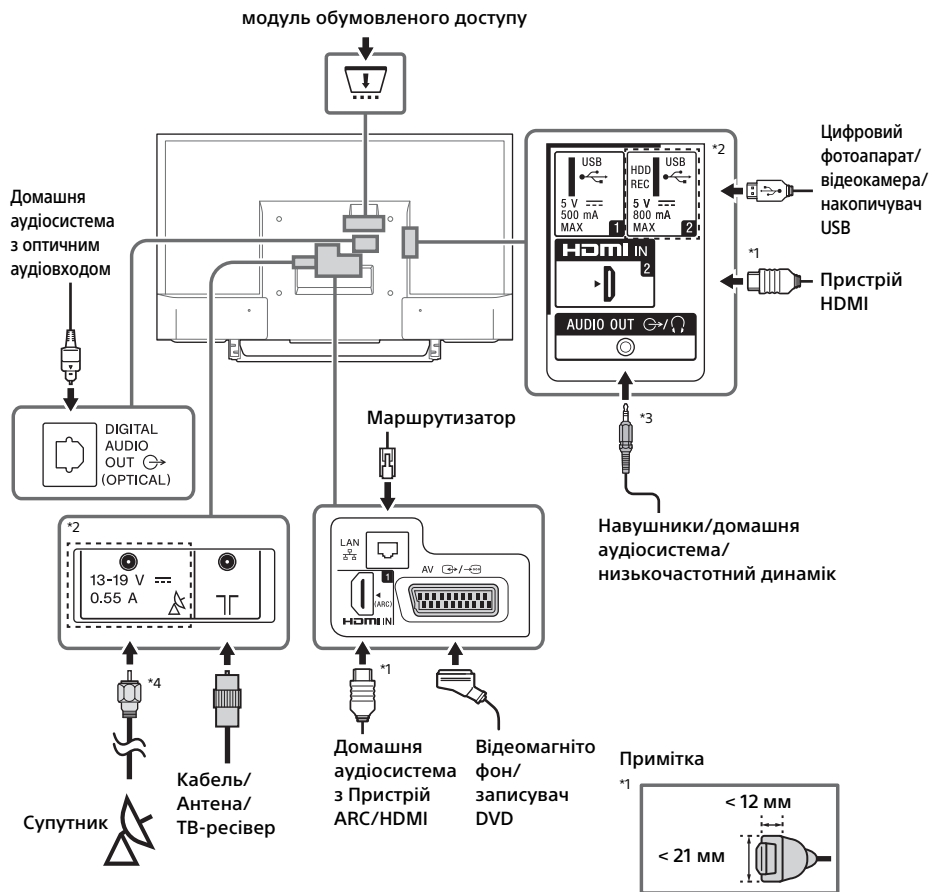 модуль обумовленого доступу
Домашня
аудіосистема
з оптичним
аудіовходом
DIGITAL
AUDIO
OUT
(OPTICAL)
*2
USB
5 V
500 mA
MAX
1
HDD
REC
USB
5 V
800 mA
MAX
2
HDMI IN
2
AUDIO OUT
Цифровий
фотоапарат/
відеокамера/
накопичувач
USB
*1
Пристрій
HDMI
*3
Навушники/домашня
аудіосистема/
низькочастотний динамік
Маршрутизатор
LAN
1
(ARC)
HDMI IN
AV
*1
Домашня
аудіосистема
з Пристрій
ARC/HDMI
Відеомагніто
фон/
записувач
DVD
*2
13-19 V
0.55 A
*4
Супутник
Кабель/
Антена/
ТВ-ресівер
Примітка
*1
< 12 мм
< 21 мм